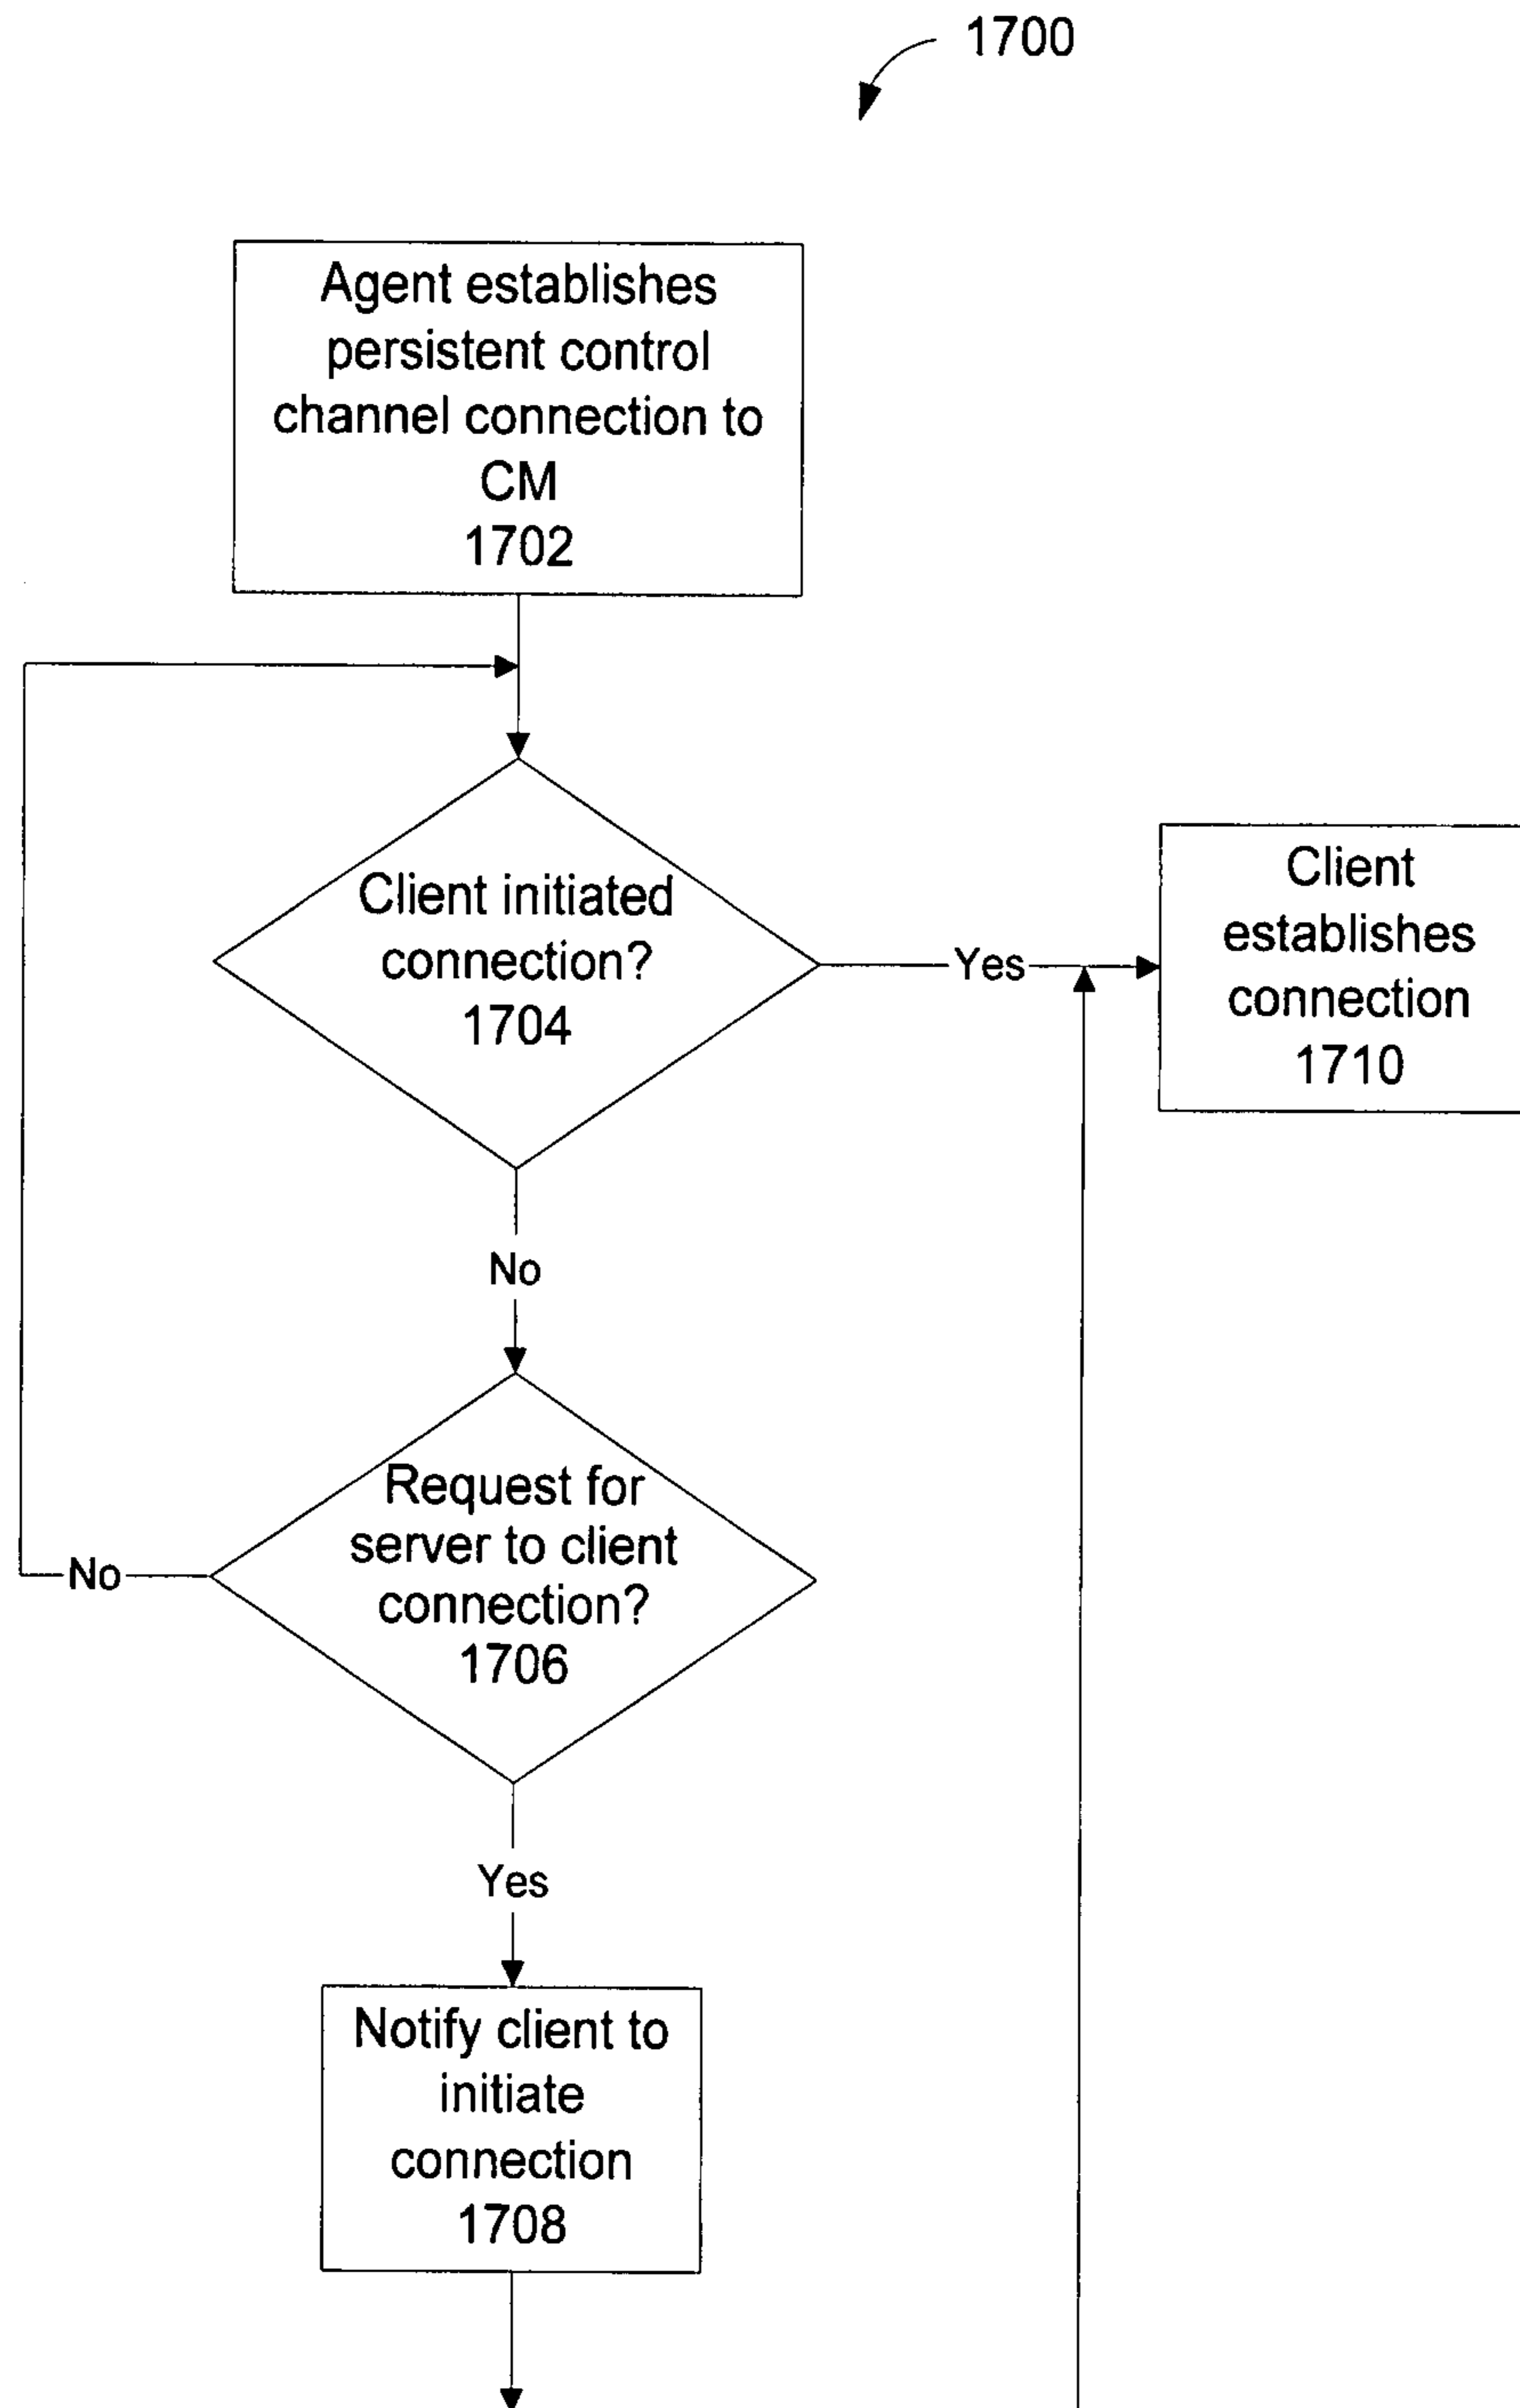 1700
Agent establishes
persistent control
channel connection to
CM
1702
Client initiated
connection?
1704
Yes
Client
establishes
connection
1710
No
Request for
server to client
connection?
1706
No
Yes
Notify client to
initiate
connection
1708